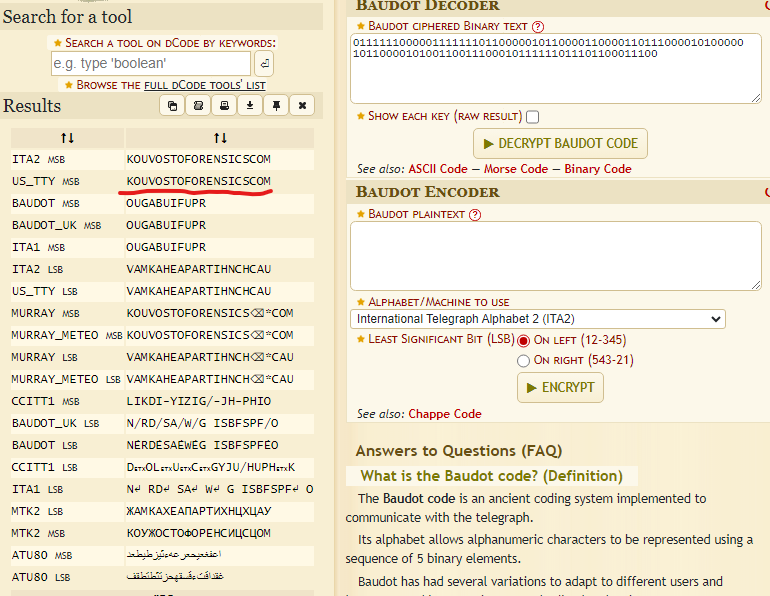 Search for a tool
★ SEARCH A TOOL ON DCODE BY KEYWORDS:
e.g. type 'boolean'
★ BROWSE THE FULL DCODE TOOLS' LIST
Results
↑↓ ↑↓
ITA2 MSB KOUVOSTOFORENSICSCOM
US_TTY MSB KOUVOSTOFORENSICSCOM
BAUDOT MSB OUGABUIFUPR
BAUDOT_UK MSB OUGABUIFUPR
ITA1 MSB OUGABUIFUPR
ITA2 LSB VAMKAHEAPARTIHNCHCAU
US_TTY LSB VAMKAHEAPARTIHNCHCAU
MURRAY MSB KOUVOSTOFORENSICS⌫*COM
MURRAY_METEO MSB KOUVOSTOFORENSICS⌫*COM
MURRAY LSB VAMKAHEAPARTIHNCH⌫*CAU
MURRAY_METEO LSB VAMKAHEAPARTIHNCH⌫*CAU
CCITT1 MSB LIKDI-YIZIG/-JH-PHIO
BAUDOT_UK LSB N/RD/SA/W/G ISBFSPF/O
BAUDOT LSB NÉRDÉSAÉWÉG ISBFSPFÉO
CCITT1 LSB D␃OL␃U␃C␃GYJU/HUPH␃K
ITA1 LSB N↵ RD↵ SA↵ W↵ G ISBFSPF↵ O
MTK2 LSB ЖАМКАХЕАПАРТИХНЦХЦАУ
MTK2 MSB КОУЖОСТОФОРЕНСИЦСЦОМ
ATU80 MSB
ATU80 LSB
BAUDOT DECODER
★ BAUDOT CIPHERED BINARY TEXT ?
0111111000001111111011000001011000011000011011100001010000
0101100001010011001110001011111101110110001 1100
★ SHOW EACH KEY (RAW RESULT)
▶ DECRYPT BAUDOT CODE
See also: ASCII Code — Morse Code — Binary Code
BAUDOT ENCODER
★ BAUDOT PLAINTEXT ?
★ ALPHABET/MACHINE TO USE
International Telegraph Alphabet 2 (ITA2)
★ LEAST SIGNIFICANT BIT (LSB) ON LEFT (12-345)
ON RIGHT (543-21)
▶ ENCRYPT
See also: Chappe Code
Answers to Questions (FAQ)
What is the Baudot code? (Definition)
The Baudot code is an ancient coding system implemented to
communicate with the telegraph.
Its alphabet allows alphanumeric characters to be represented using a
sequence of 5 binary elements.
Baudot has had several variations to adapt to different users and